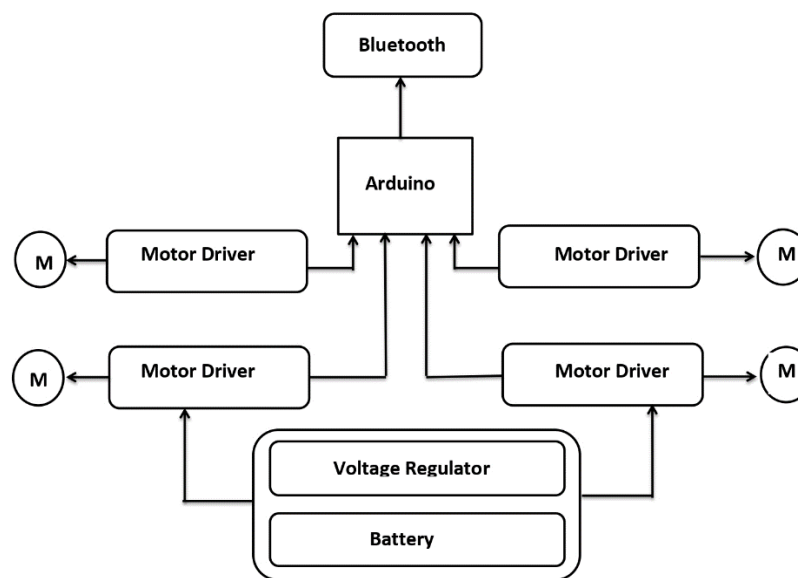 Bluetooth
Arduino
M
Motor Driver
Motor Driver
M
M
Motor Driver
Motor Driver
M
Voltage Regulator
Battery